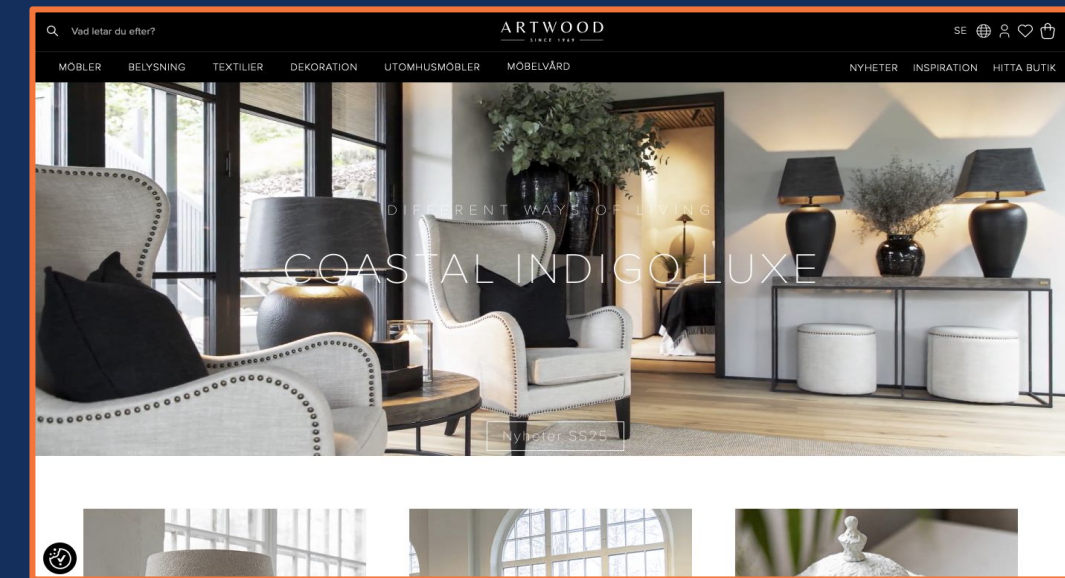 Vad letar du efter?
ARTWOOD
SINCE 1969
SE
MÖBLER BELYSNING TEXTILIER DEKORATION UTOMHUSMÖBLER MÖBELVÅRD
NYHETER INSPIRATION HITTA BUTIK
DIFFERENT WAYS OF LIVING
COASTAL INDIGO LUXE
Nyheter SS25